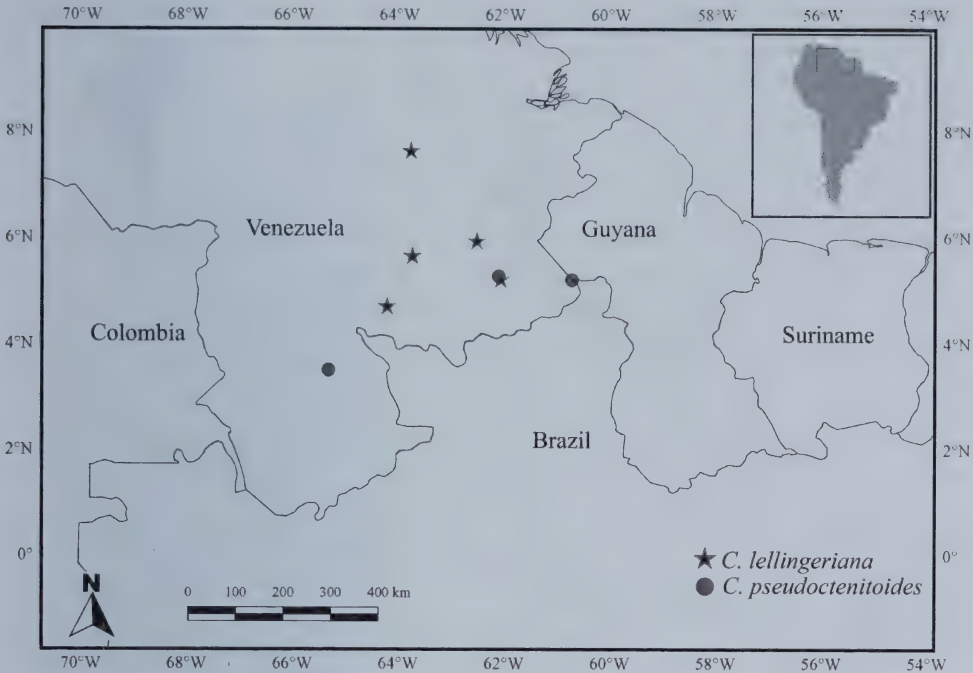 70°W 68°W 66°W 64°W 62°W 60°W 58°W 56°W 54°W
8°N 8°N
Venezuela Guyana
6°N 6°N
Colombia Suriname
4°N 4°N
Brazil
2°N 2°N
0° 0°
C. lellingeriana
C. pseudoctenitoides
N
0 100 200 300 400 km
70°W 68°W 66°W 64°W 62°W 60°W 58°W 56°W 54°W